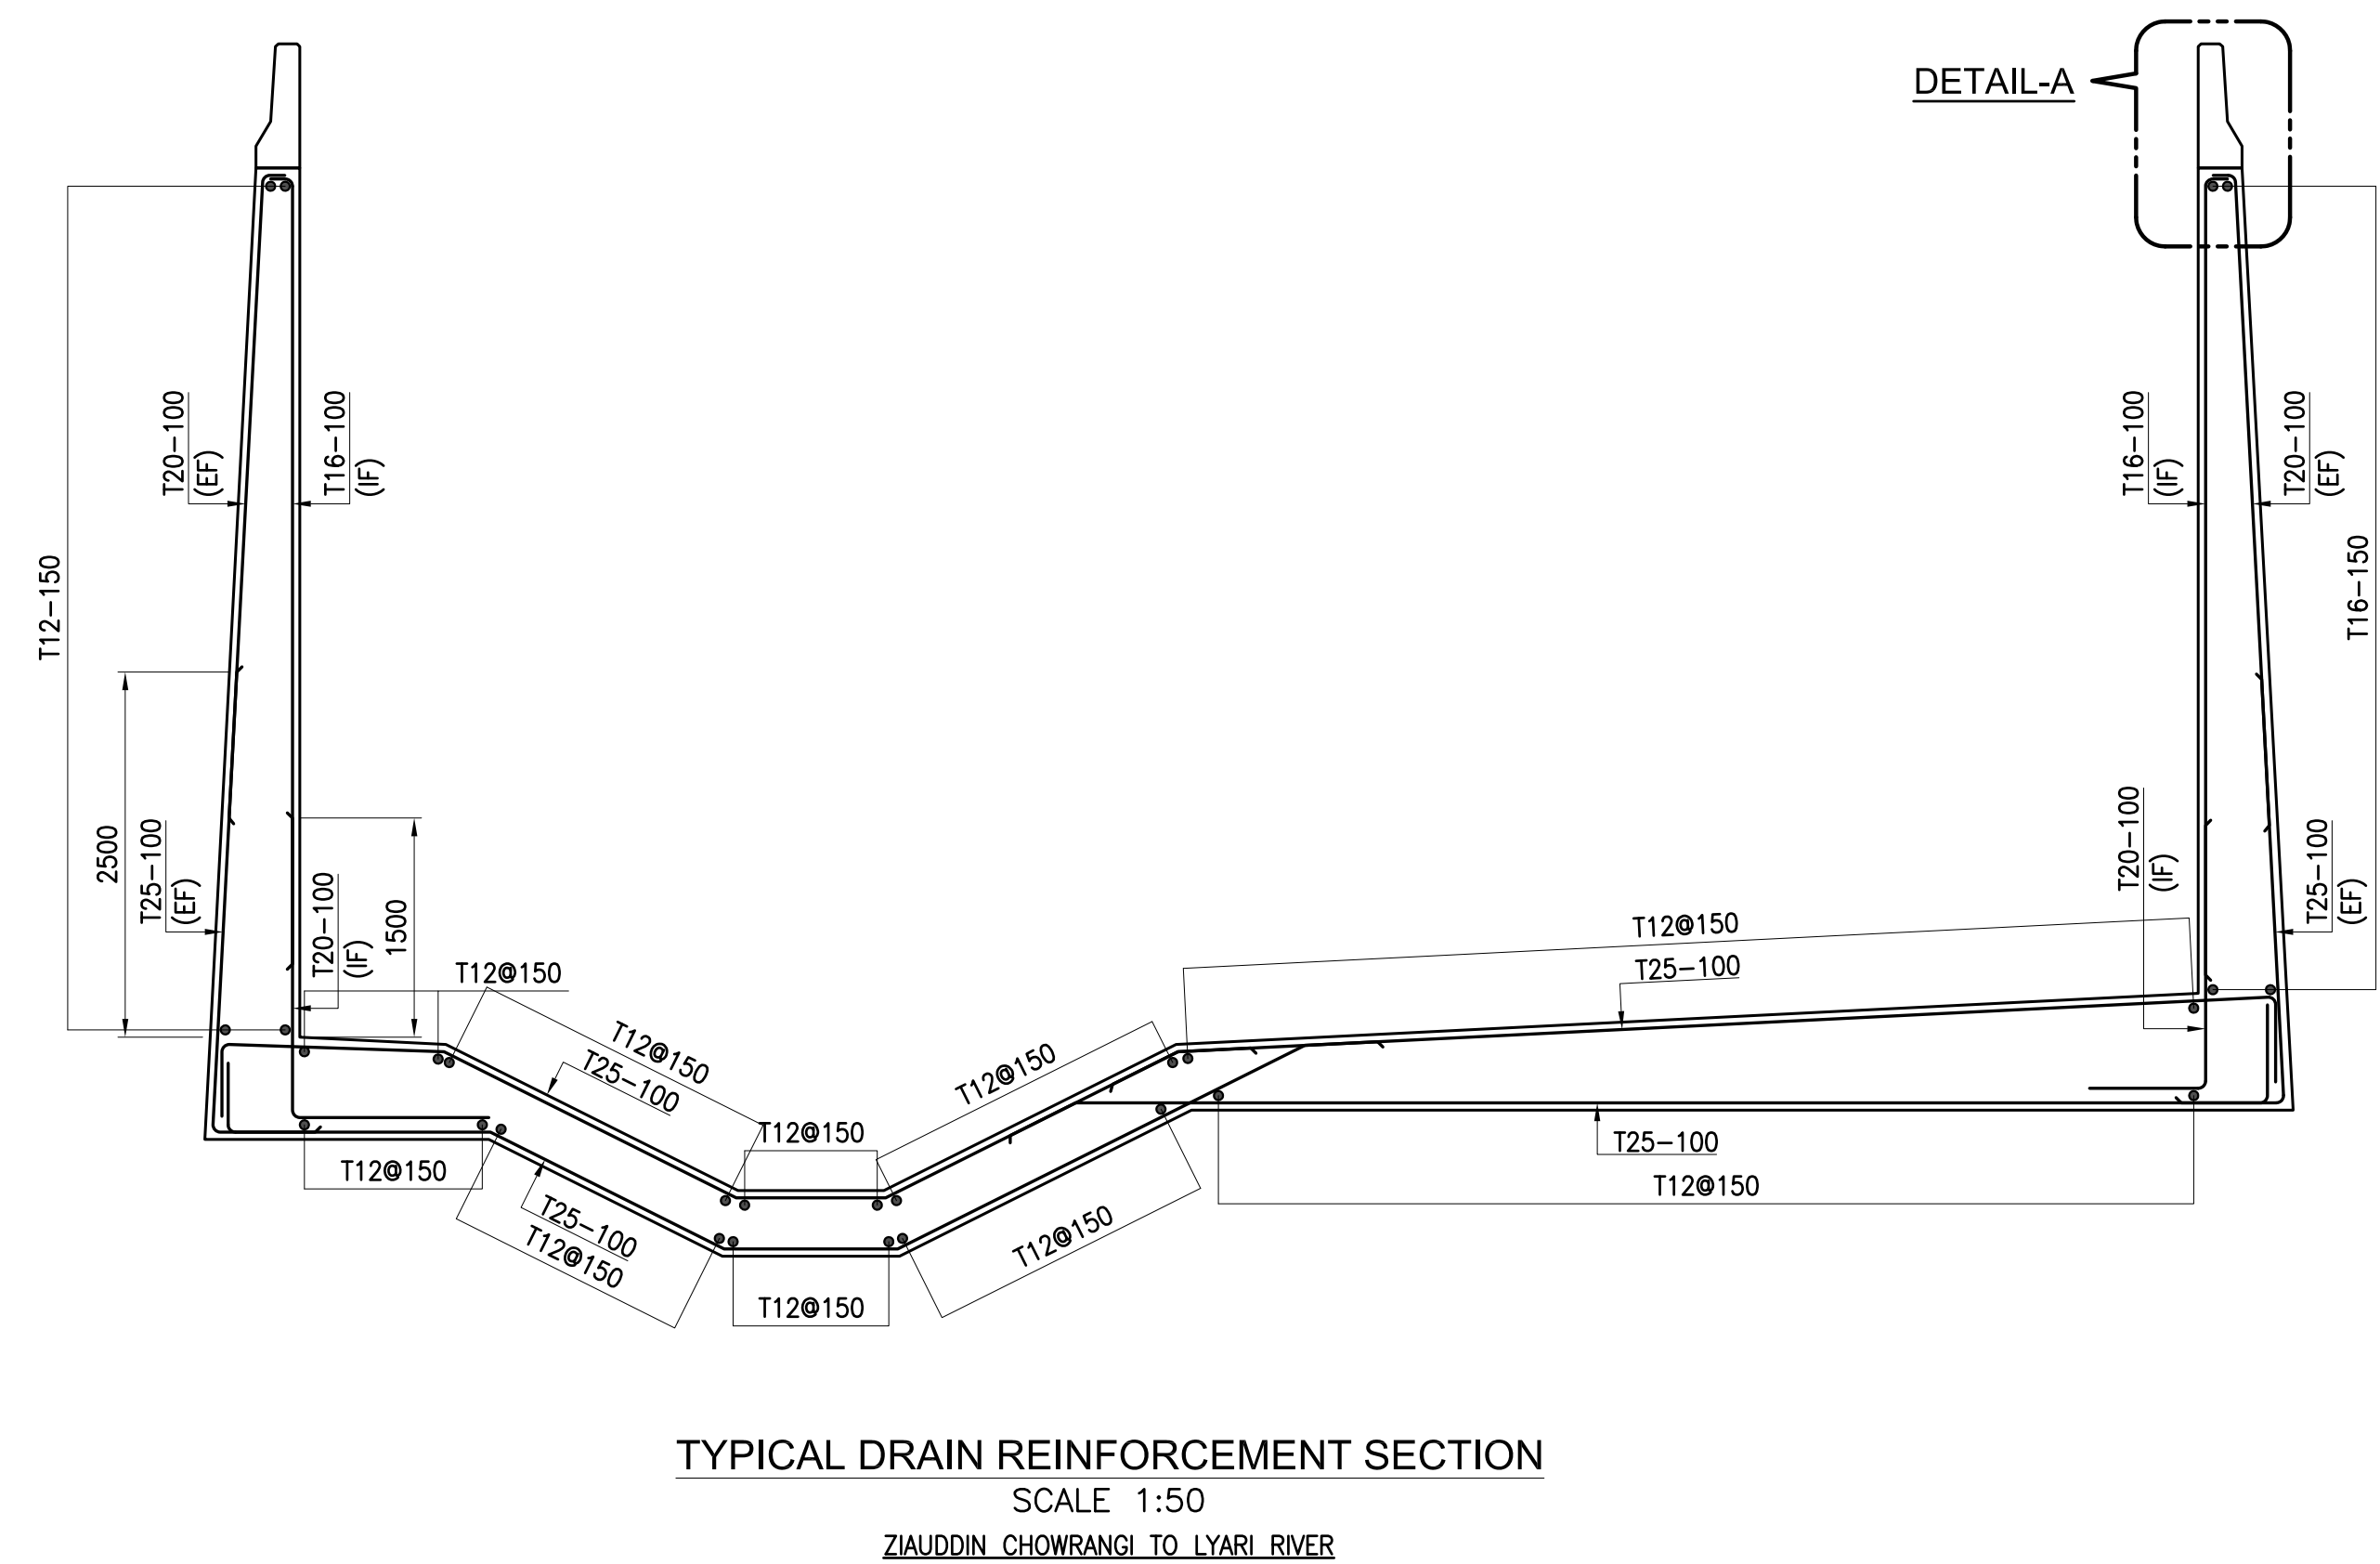 DETAIL-A
T20-100
(EF)
T16-100
(IF)
T16-100
(IF)
T20-100
(EF)
T12-150
T16-150
2500
T25-100
(EF)
T20-100
(IF)
1500
T20-100
(IF)
T25-100
(EF)
T12@150
T12@150
T25-100
T12@150
T12@150
T12@150
T25-100
T12@150
T25-100
T12@150
T25-100
T12@150
T12@150
T12@150
T12@150
TYPICAL DRAIN REINFORCEMENT SECTION
SCALE 1:50
ZIAUDDIN CHOWRANGI TO LYARI RIVER